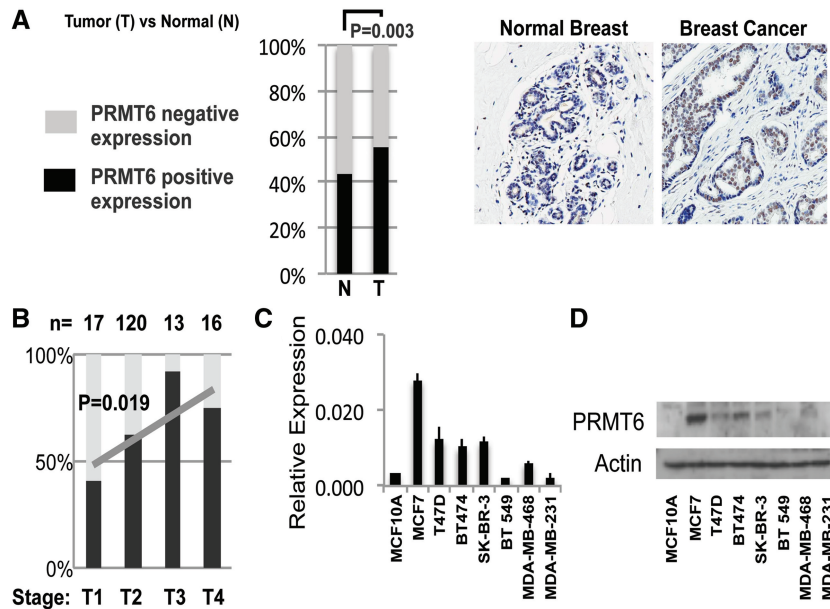 A
Tumor (T) vs Normal (N)
PRMT6 negative
expression
PRMT6 positive
expression
P=0.003
100%
80%
60%
40%
20%
0%
N T
Normal Breast
Breast Cancer
B
n= 17 120 13 16
100%
50%
0%
P=0.019
Stage: T1 T2 T3 T4
C
Relative Expression
0.040
0.020
0.000
MCF10A
MCF7
T47D
BT474
SK-BR-3
BT 549
MDA-MB-468
MDA-MB-231
D
PRMT6
Actin
MCF10A
MCF7
T47D
BT474
SK-BR-3
BT 549
MDA-MB-468
MDA-MB-231